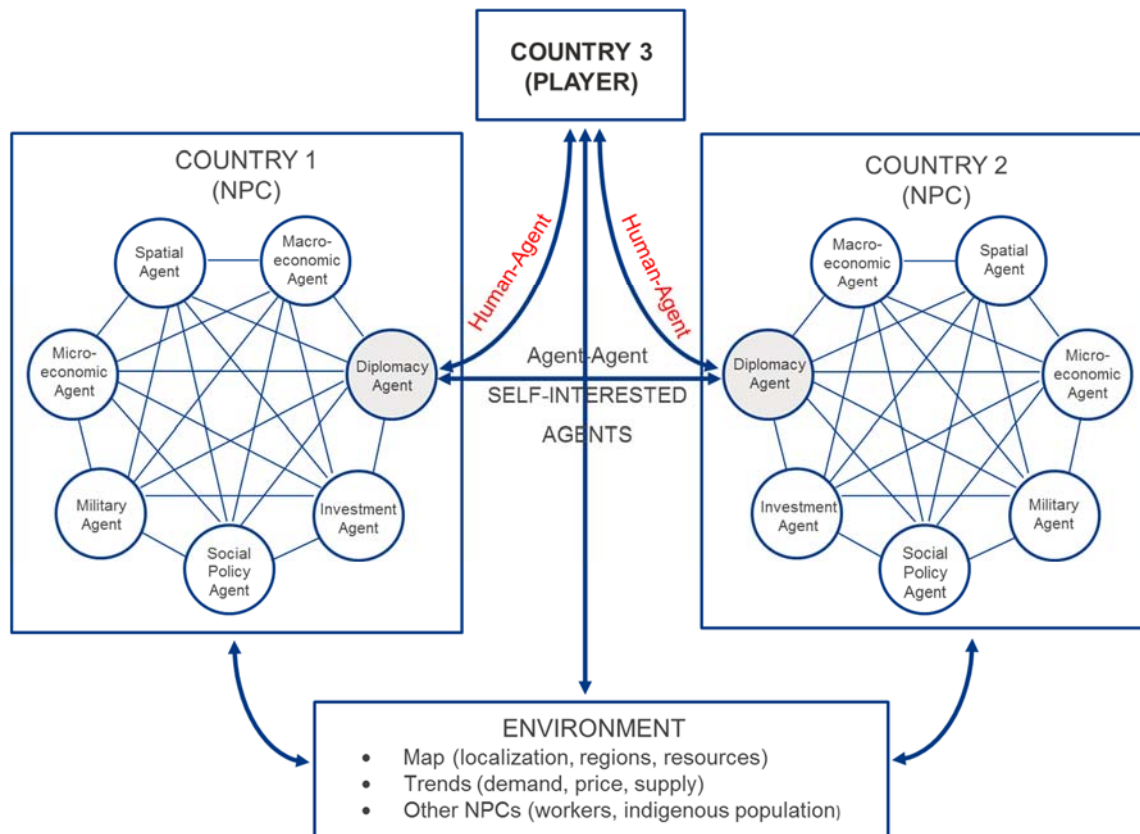 COUNTRY 3
(PLAYER)
COUNTRY 1
(NPC)
Spatial
Agent
Macro-
economic
Agent
Micro-
economic
Agent
Diplomacy
Agent
Military
Agent
Investment
Agent
Social
Policy
Agent
Human-Agent
Human-Agent
Agent-Agent
SELF-INTERESTED
AGENTS
COUNTRY 2
(NPC)
Macro-
economic
Agent
Spatial
Agent
Diplomacy
Agent
Micro-
economic
Agent
Investment
Agent
Military
Agent
Social
Policy
Agent
ENVIRONMENT
• Map (localization, regions, resources)
• Trends (demand, price, supply)
• Other NPCs (workers, indigenous population)